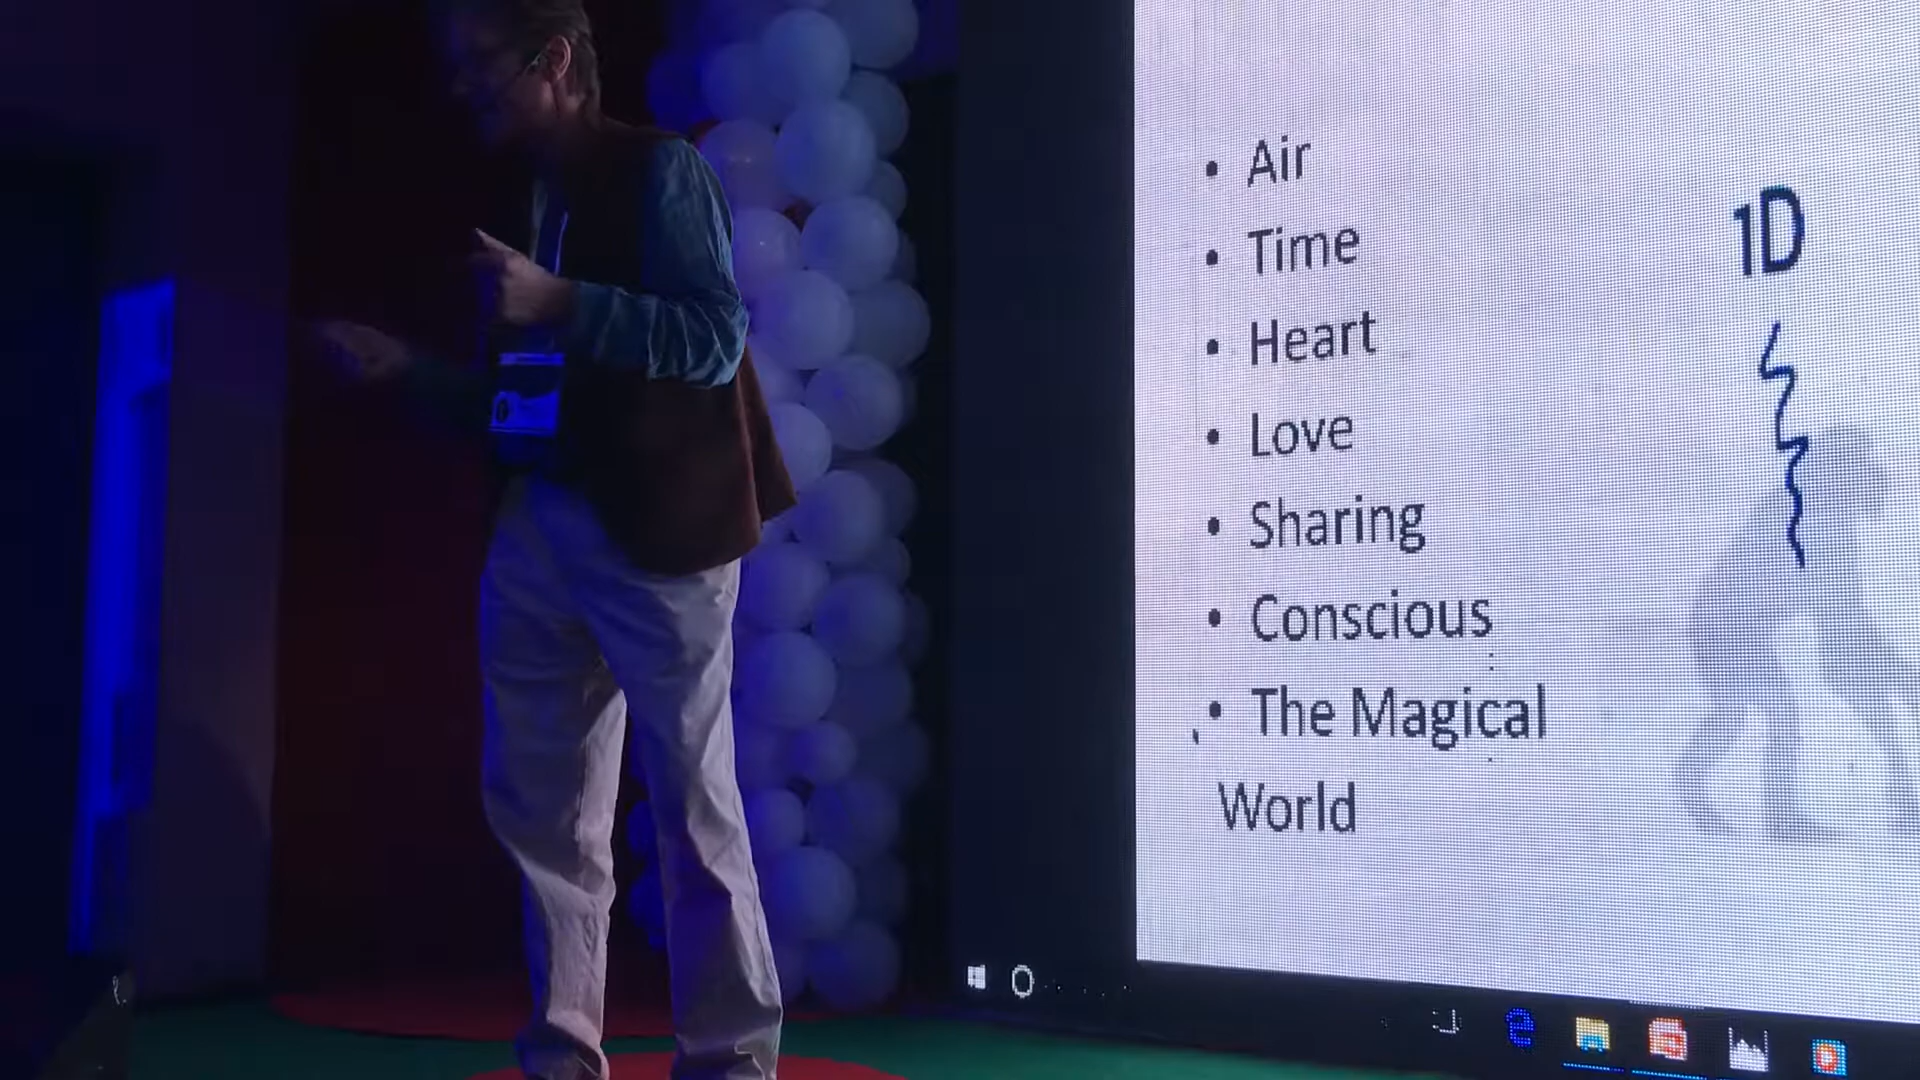 • Air
• Time
• Heart
• Love
• Sharing
• Conscious
• The Magical
World
1D